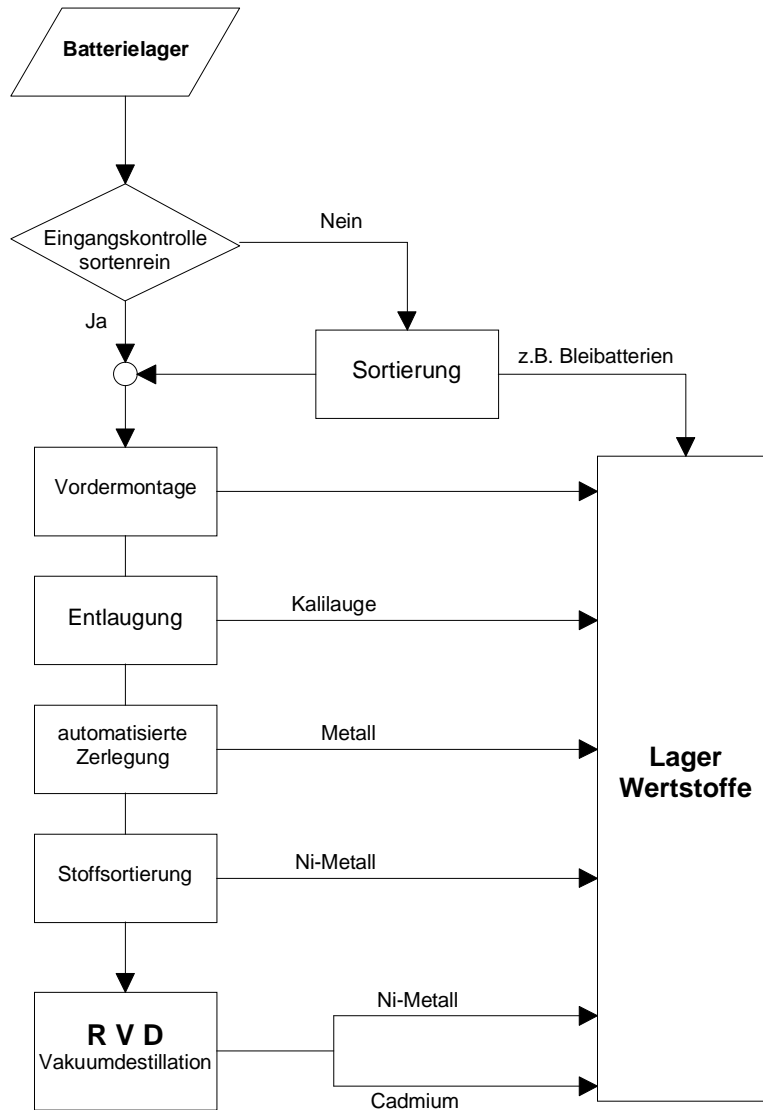 Batterielager
Eingangskontrolle
sortenrein
Nein
Ja
Sortierung
z.B. Bleibatterien
Vordermontage
Entlaugung
Kalilauge
automatisierte
Zerlegung
Metall
Lager
Wertstoffe
Stoffsortierung
Ni-Metall
R V D
Vakuumdestillation
Ni-Metall
Cadmium